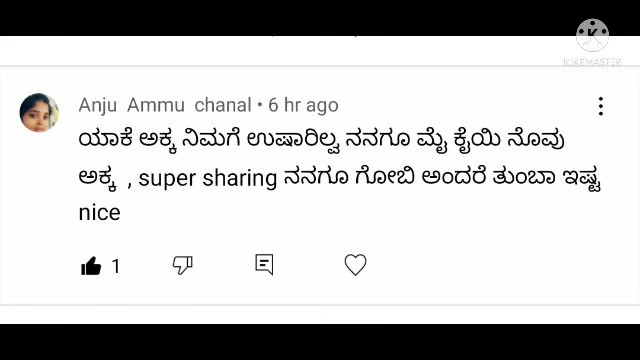 KINEMASTER
Anju Ammu chanal • 6 hr ago
ಯಾಕೆ ಅಕ್ಕ ನಿಮಗೆ ಉಷಾರಿಲ್ವ ನನಗೂ ಮೈ ಕೈಯಿ ನೊವು
ಅಕ್ಕ , super sharing ನನಗೂ ಗೋಬಿ ಅಂದರೆ ತುಂಬಾ ಇಷ್ಟ
nice
1